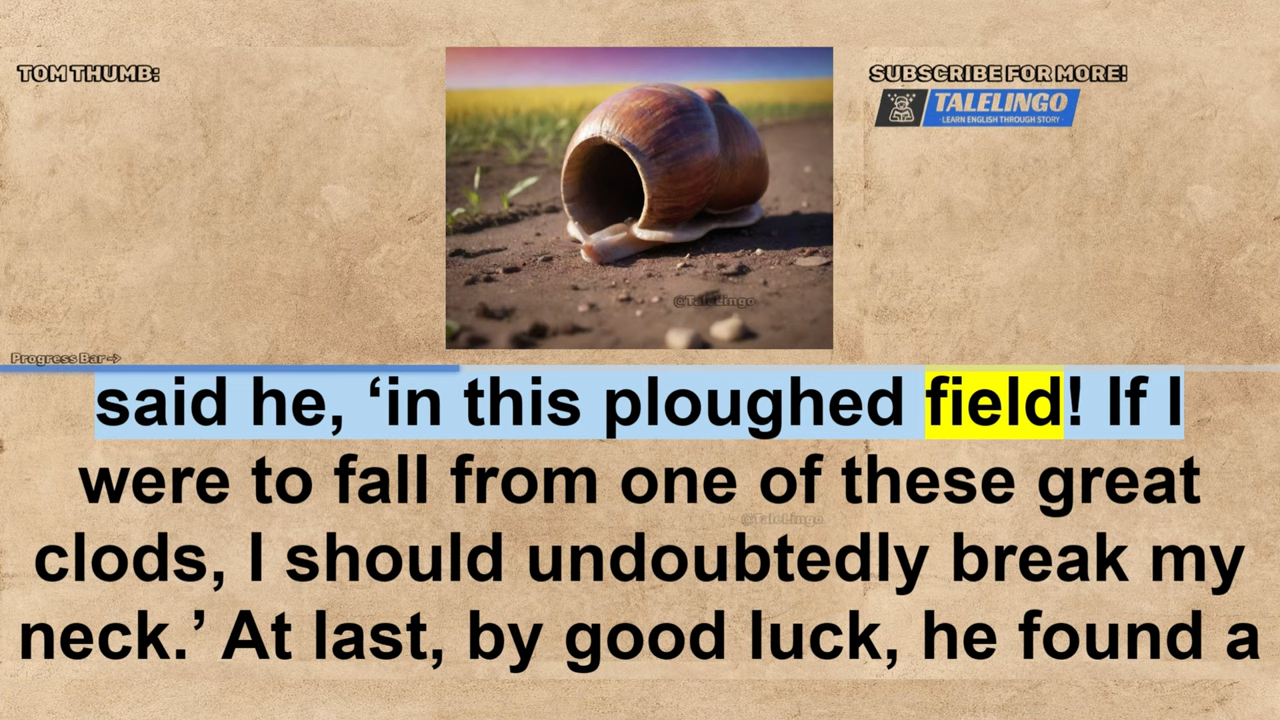 TOM THUMB:
SUBSCRIBE FOR MORE!
TALELINGO
·LEARN ENGLISH THROUGH STORY·
@TaleLingo
Progress Bar->
said he, ‘in this ploughed field! If I
were to fall from one of these great
@TaleLingo
clods, I should undoubtedly break my
neck.’ At last, by good luck, he found a